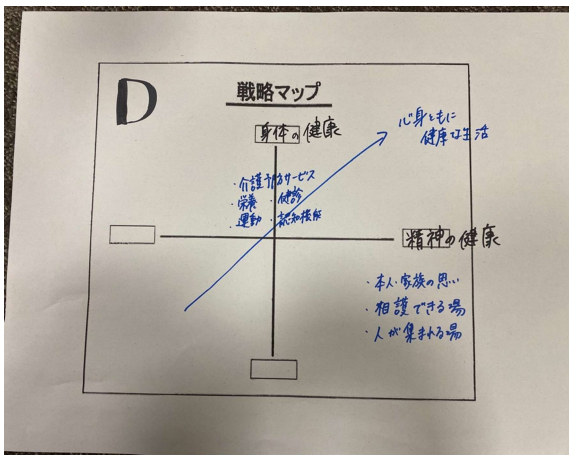 D
戦略マップ
身体の健康
心身ともに
健康な生活
・介護予防サービス
・栄養 ・健診
・運動 ・認知機能
精神の健康
・本人・家族の思い
・相護できる場
・人が集まれる場